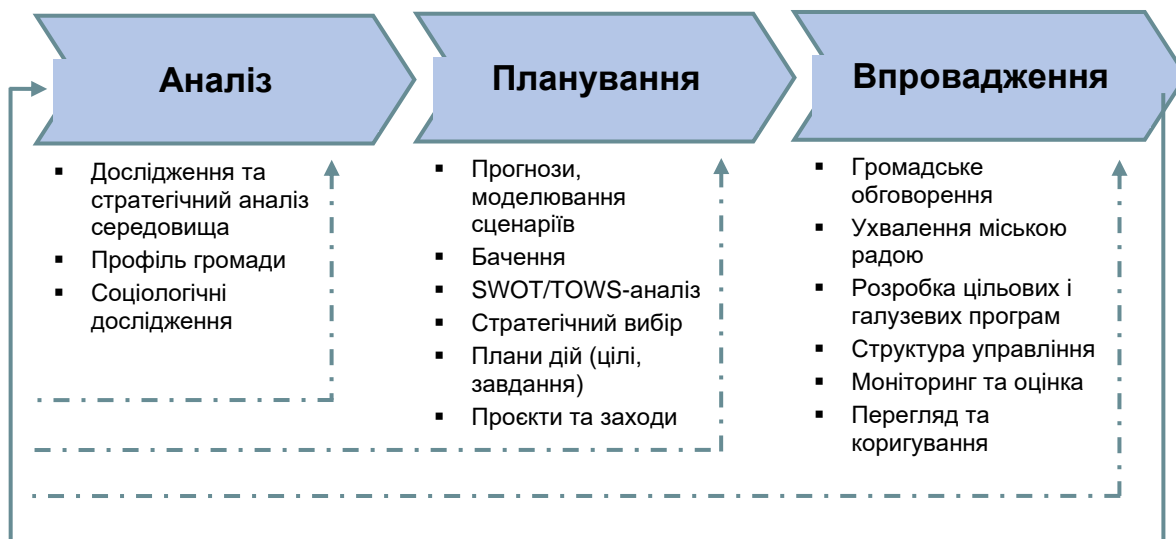 Аналіз
Дослідження та
стратегічний аналіз
середовища
Профіль громади
Соціологічні
дослідження
Планування
Прогнози,
моделювання
сценаріїв
Бачення
SWOT/TOWS-аналіз
Стратегічний вибір
Плани дій (цілі,
завдання)
Проєкти та заходи
Впровадження
Громадське
обговорення
Ухвалення міською
радою
Розробка цільових і
галузевих програм
Структура управління
Моніторинг та оцінка
Перегляд та
коригування